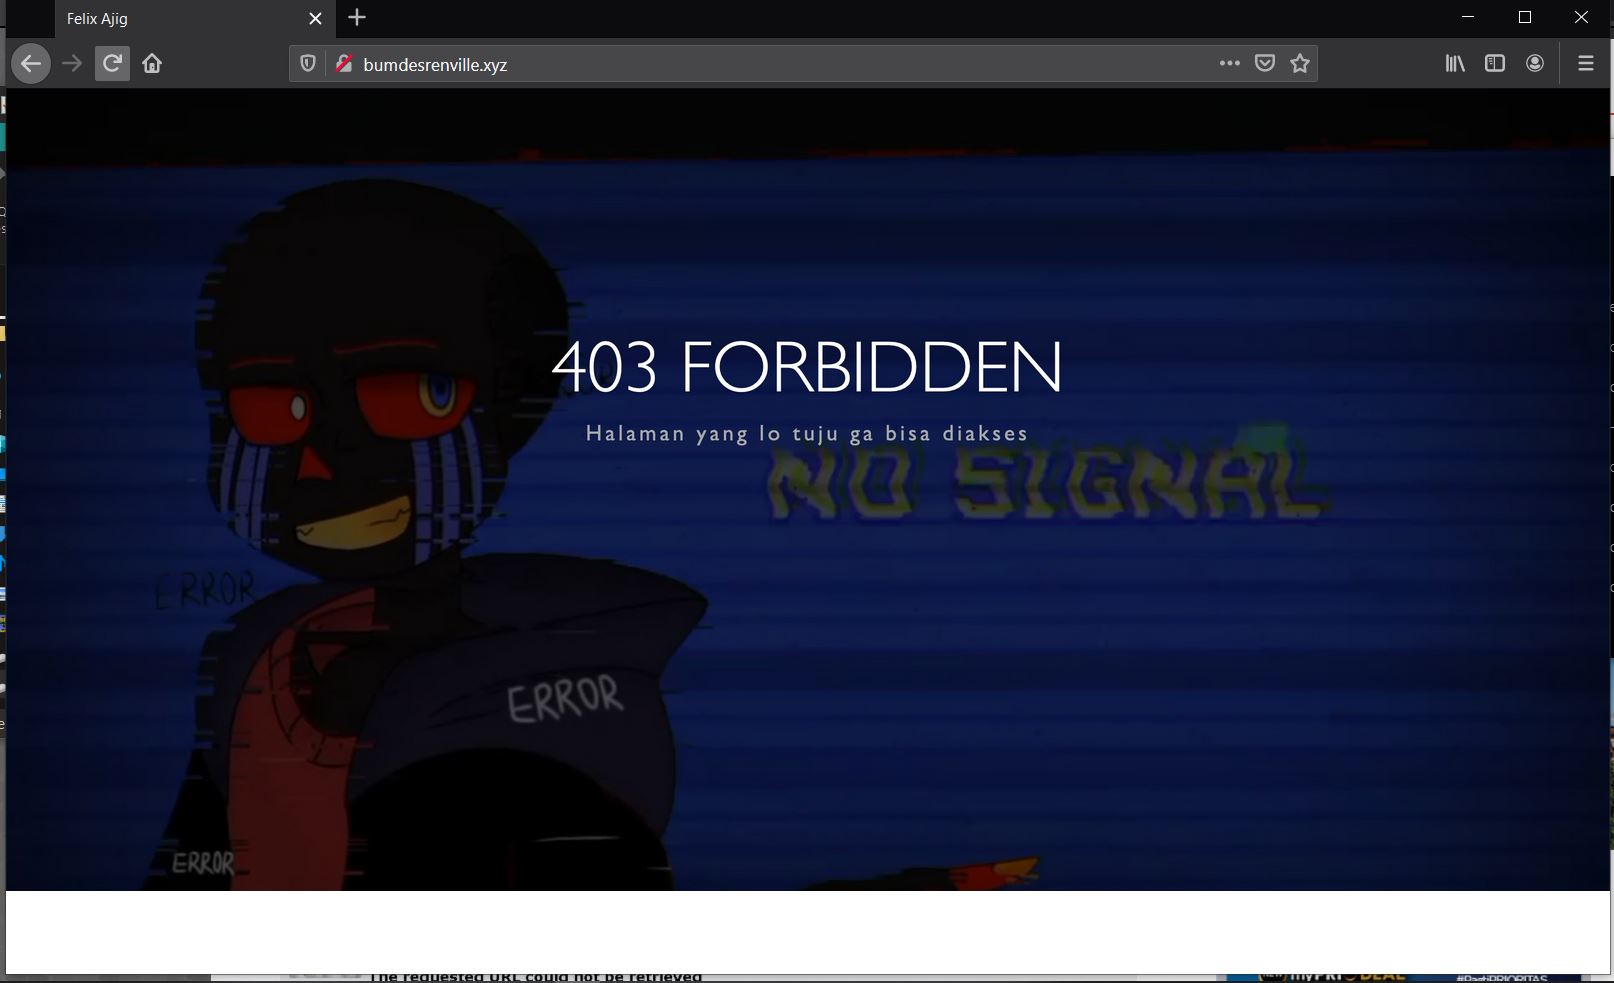 Felix Ajig
bumdesrenville.xyz
403 FORBIDDEN
Halaman yang lo tuju ga bisa diakses
NO SIGNAL
ERROR
ERROR
ERROR
The requested URL could not be retrieved
#PastiPRIORITAS